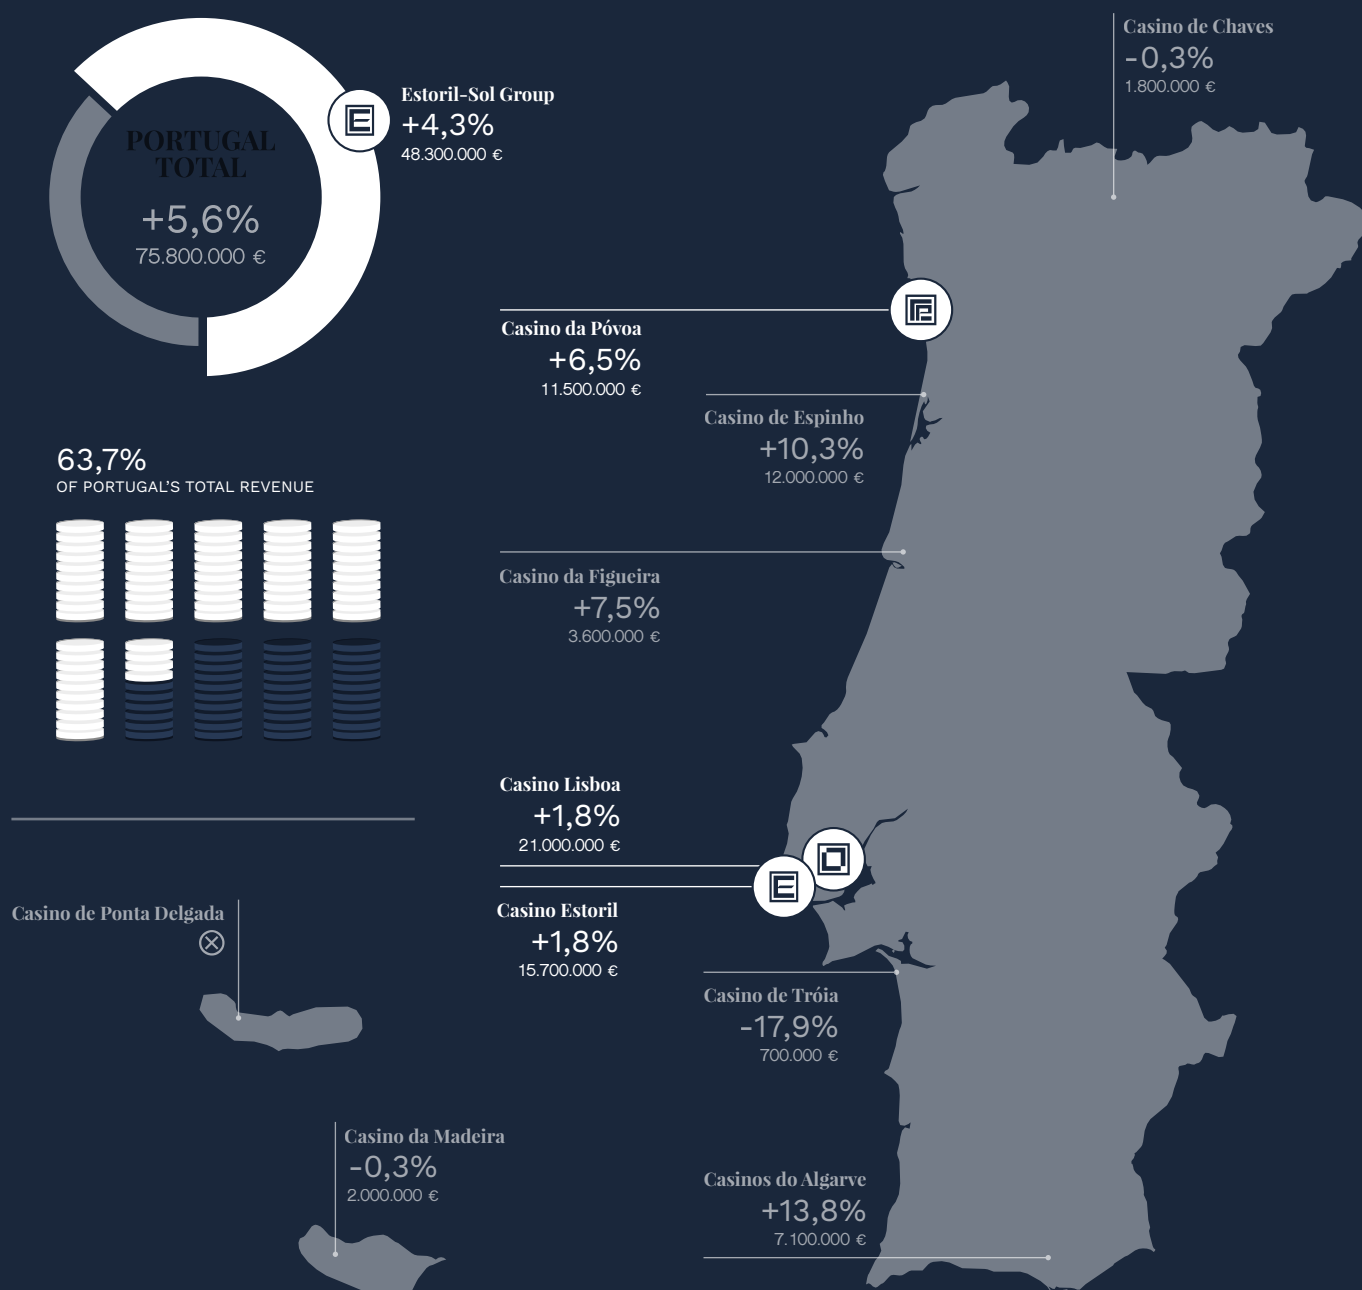 PORTUGAL
TOTAL
+5,6%
75.800.000 €
E
Estoril-Sol Group
+4,3%
48.300.000 €
63,7%
OF PORTUGAL'S TOTAL REVENUE
Casino de Chaves
-0,3%
1.800.000 €
Casino da Póvoa
+6,5%
11.500.000 €
Casino de Espinho
+10,3%
12.000.000 €
Casino da Figueira
+7,5%
3.600.000 €
Casino Lisboa
+1,8%
21.000.000 €
E
Casino Estoril
+1,8%
15.700.000 €
Casino de Tróia
-17,9%
700.000 €
Casinos do Algarve
+13,8%
7.100.000 €
Casino de Ponta Delgada
Casino da Madeira
-0,3%
2.000.000 €